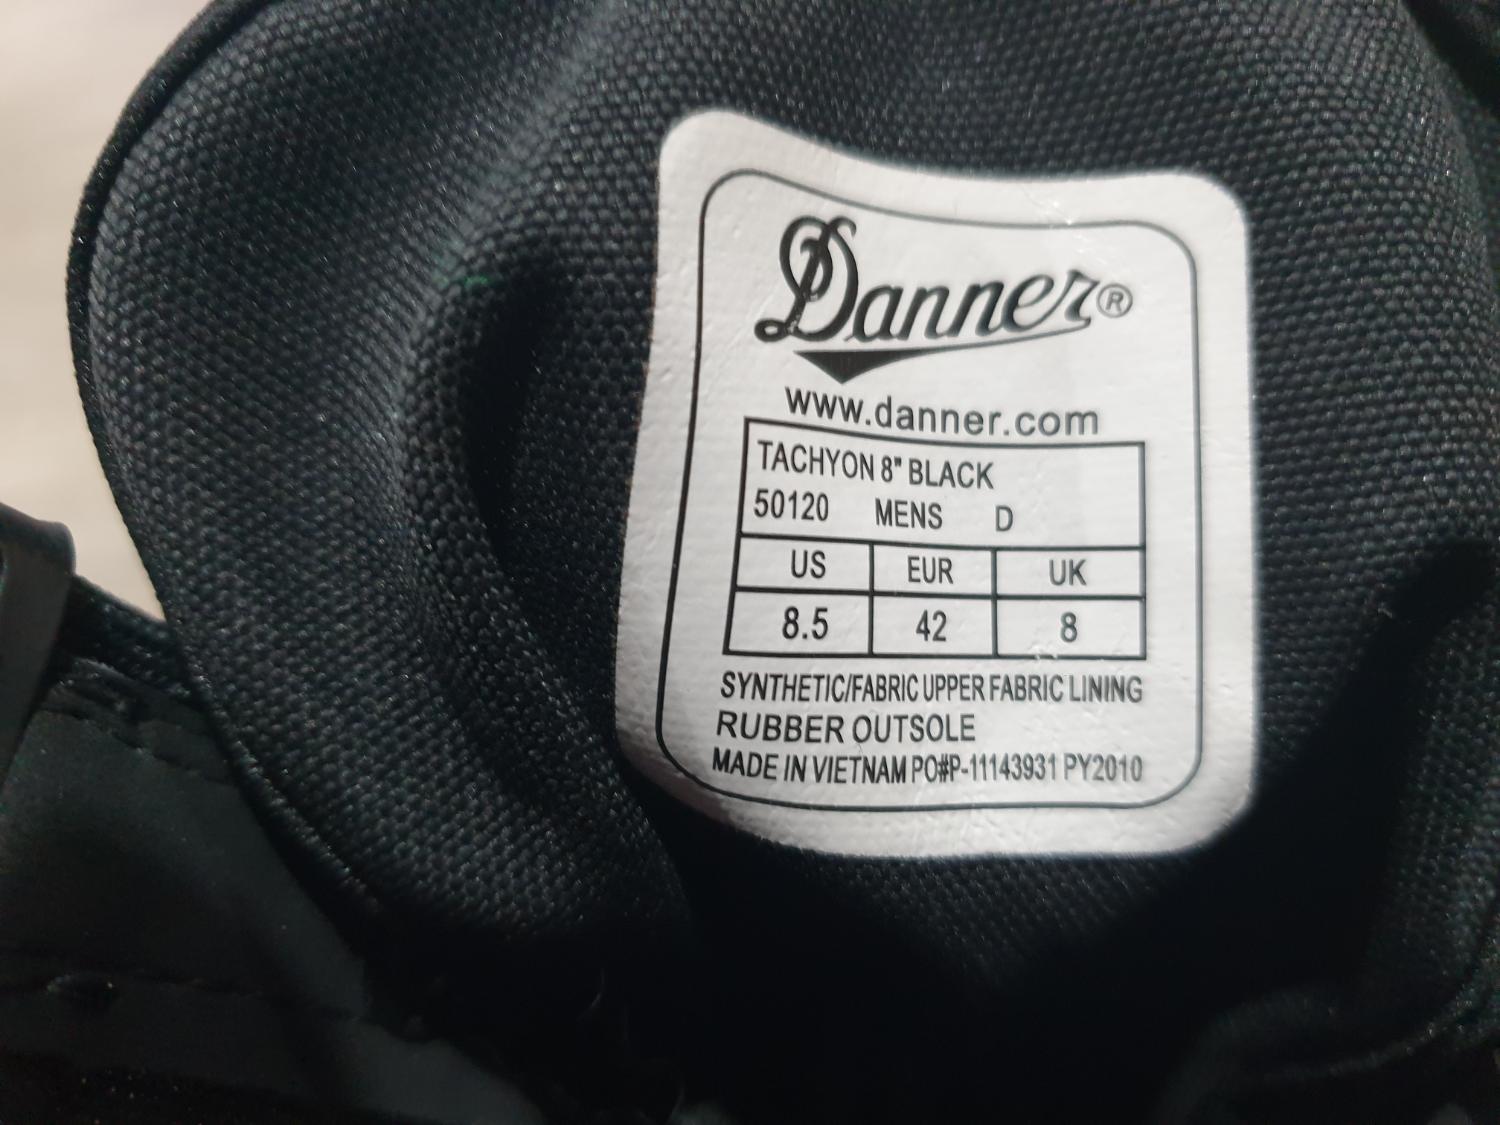 Danner®
www.danner.com
TACHYON 8" BLACK
50120 MENS D
US EUR UK
8.5 42 8
SYNTHETIC/FABRIC UPPER FABRIC LINING
RUBBER OUTSOLE
MADE IN VIETNAM PO#P-11143931 PY2010